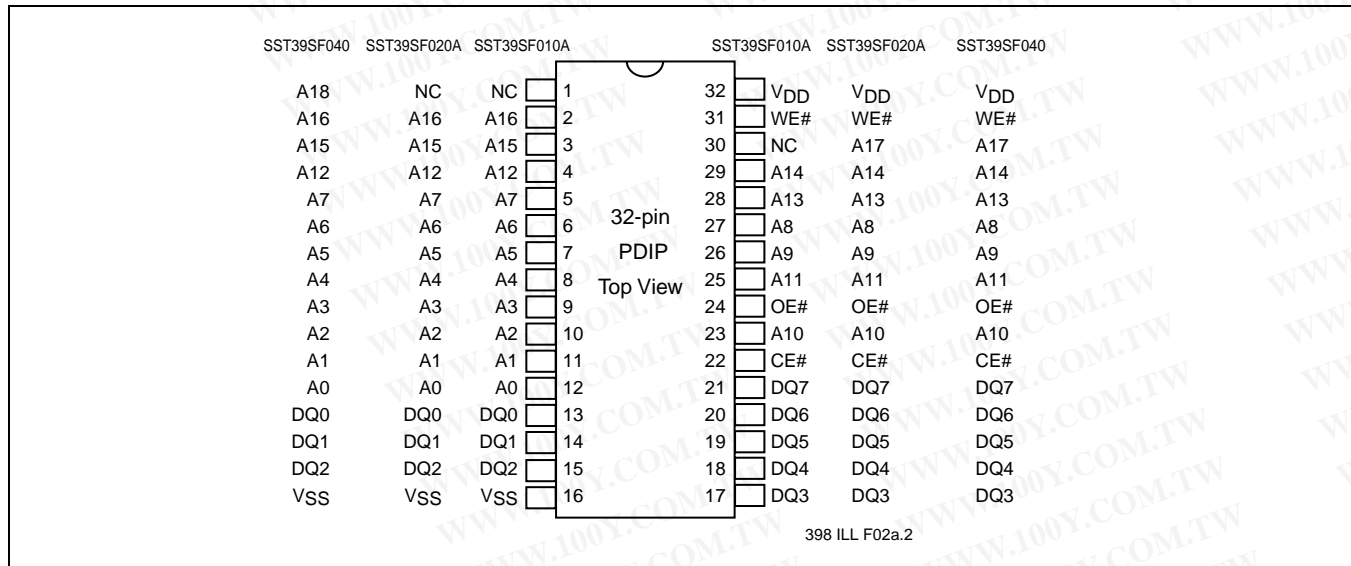 SST39SF040 SST39SF020A SST39SF010A SST39SF010A SST39SF020A SST39SF040
A18 NC NC 1 32 VDD VDD VDD
A16 A16 A16 2 31 WE# WE# WE#
A15 A15 A15 3 30 NC A17 A17
A12 A12 A12 4 29 A14 A14 A14
A7 A7 A7 5 28 A13 A13 A13
A6 A6 A6 6 32-pin 27 A8 A8 A8
A5 A5 A5 7 PDIP 26 A9 A9 A9
A4 A4 A4 8 Top View 25 A11 A11 A11
A3 A3 A3 9 24 OE# OE# OE#
A2 A2 A2 10 23 A10 A10 A10
A1 A1 A1 11 22 CE# CE# CE#
A0 A0 A0 12 21 DQ7 DQ7 DQ7
DQ0 DQ0 DQ0 13 20 DQ6 DQ6 DQ6
DQ1 DQ1 DQ1 14 19 DQ5 DQ5 DQ5
DQ2 DQ2 DQ2 15 18 DQ4 DQ4 DQ4
VSS VSS VSS 16 17 DQ3 DQ3 DQ3
398 ILL F02a.2
WWW.100Y.COM.TW